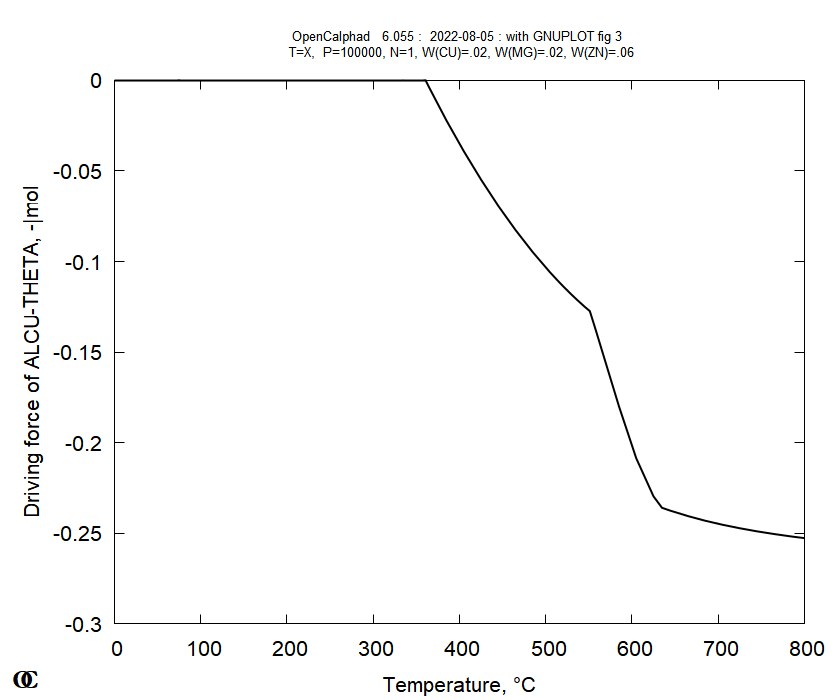 OpenCalphad 6.055 : 2022-08-05 : with GNUPLOT fig 3
T=X, P=100000, N=1, W(CU)=.02, W(MG)=.02, W(ZN)=.06
0
-0.05
-0.1
-0.15
-0.2
-0.25
-0.3
Driving force of ALCU-THETA, -|mol
0 100 200 300 400 500 600 700 800
Temperature, °C
OC